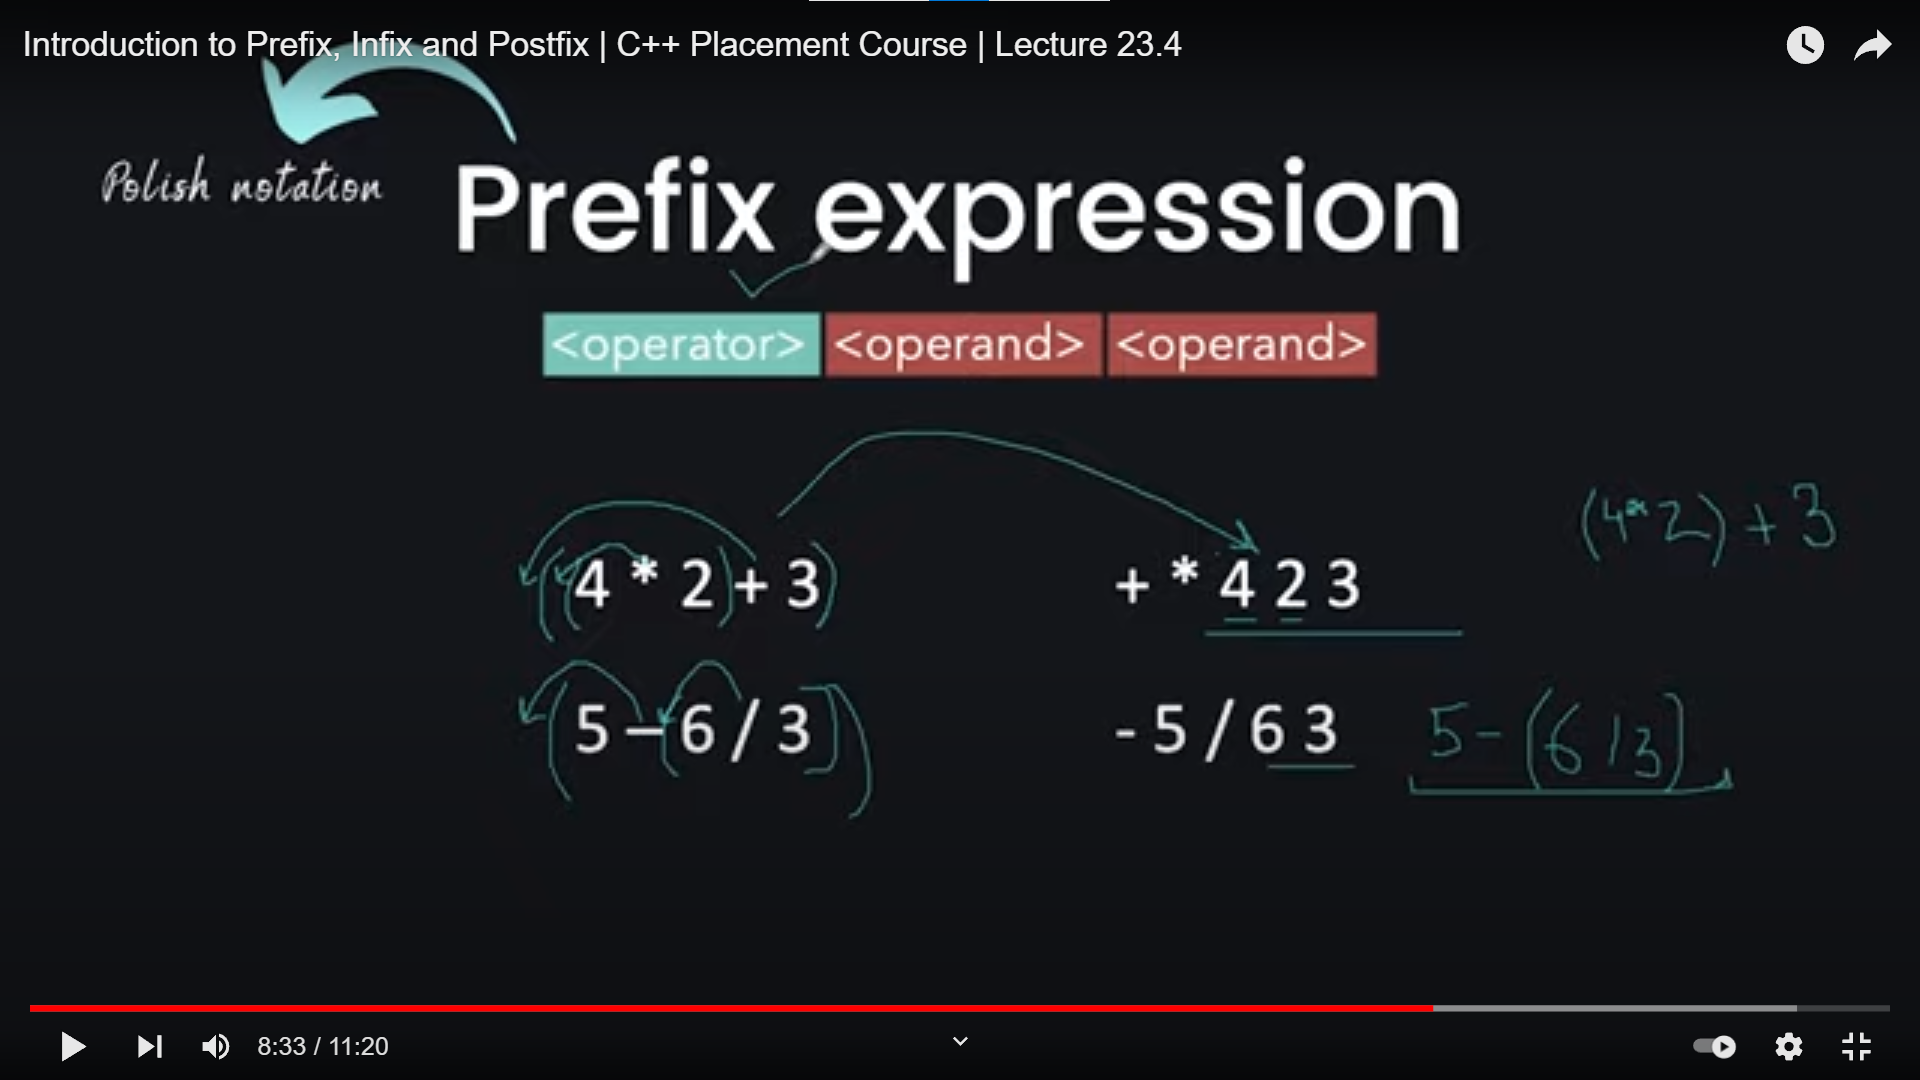 Introduction to Prefix, Infix and Postfix | C++ Placement Course | Lecture 23.4
Polish notation
Prefix expression
<operator> <operand> <operand>
(4*2)+3
((4 * 2)+ 3)
+ * 4 2 3
(5 –(6 / 3))
- 5 / 6 3
5-(6/3)
8:33 / 11:20